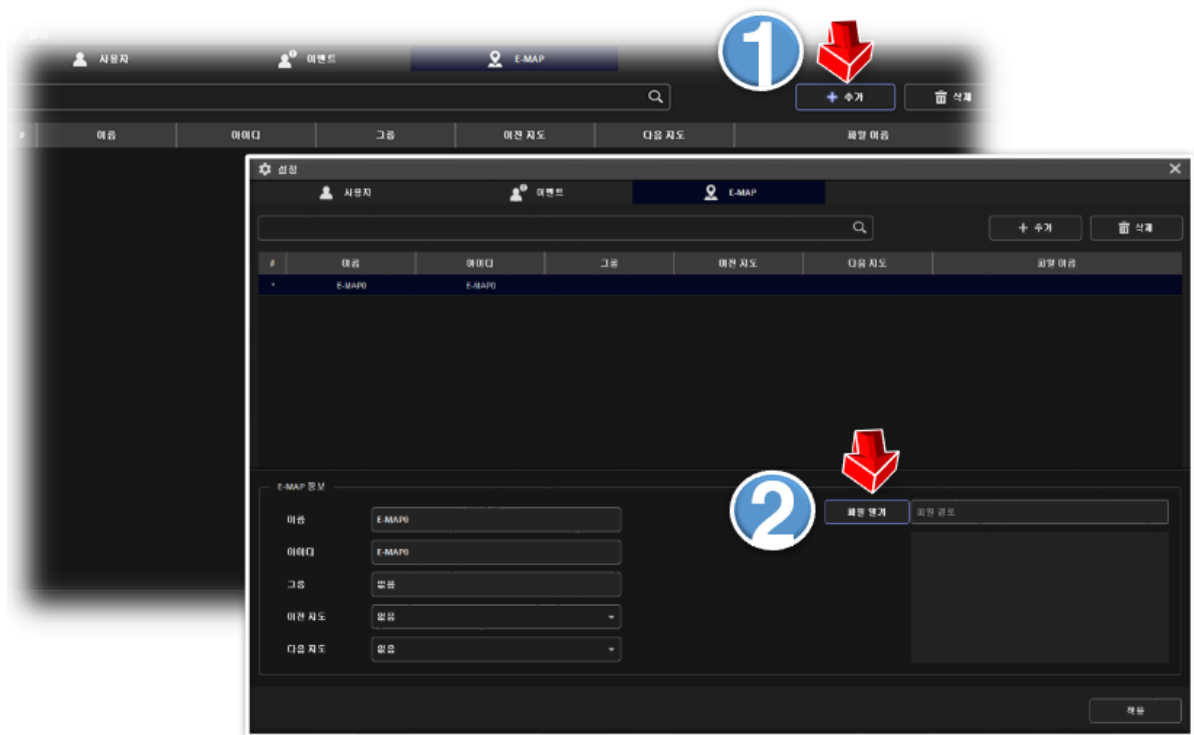 사용자 이벤트 E-MAP
1
+ 추가 삭제
# 이름 아이디 그룹 이전 지도 다음 지도 파일 이름
설정
사용자 이벤트 E-MAP
+ 추가 삭제
# 이름 아이디 그룹 이전 지도 다음 지도 파일 이름
* E-MAP0 E-MAP0
E-MAP 정보
2
파일 열기 파일 경로
이름 E-MAP0
아이디 E-MAP0
그룹 없음
이전 지도 없음
다음 지도 없음
적용